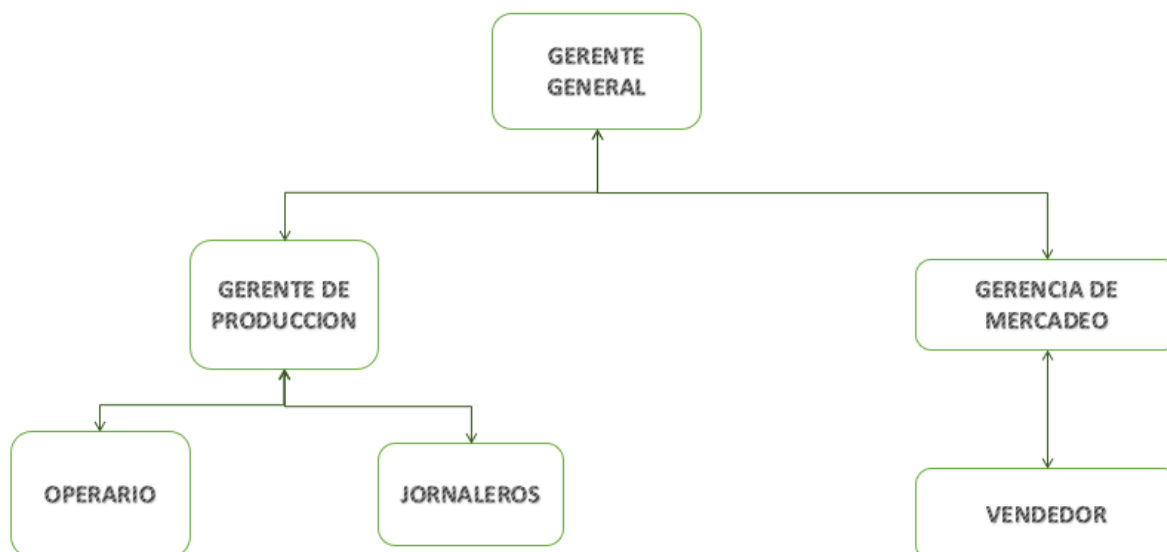 GERENTE
GENERAL
GERENTE DE
PRODUCCION
GERENCIA DE
MERCADEO
OPERARIO
JORNALEROS
VENDEDOR